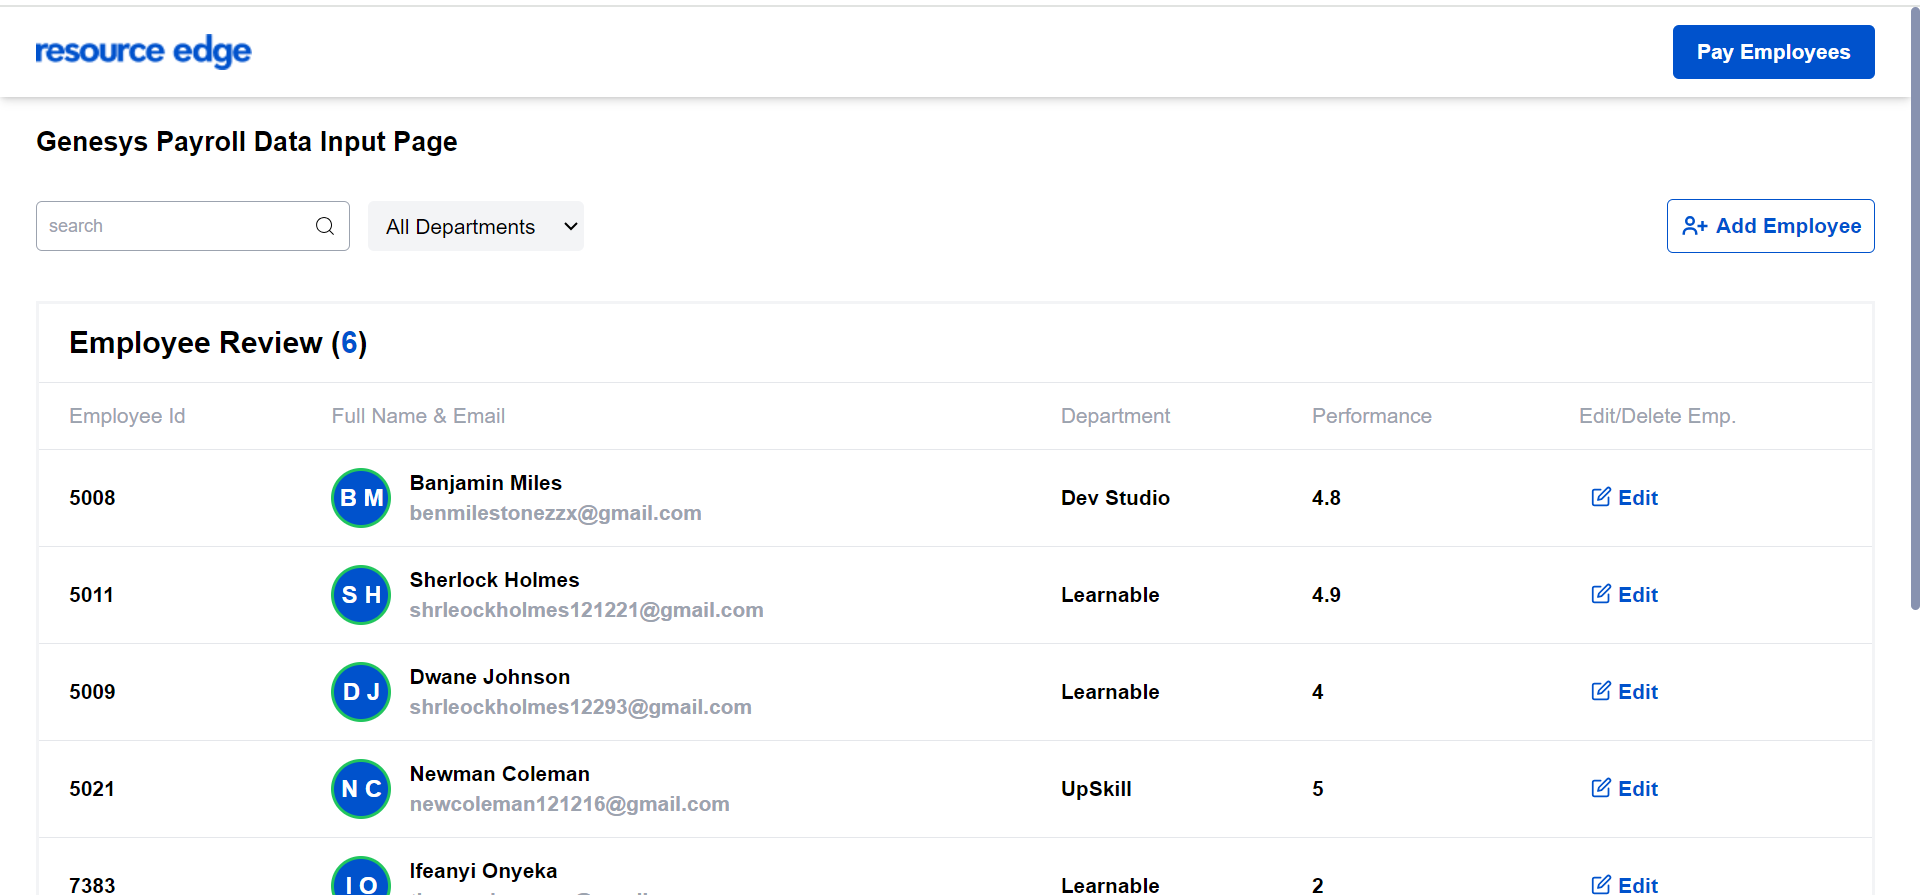 resource edge
Pay Employees
Genesys Payroll Data Input Page
search
All Departments
Add Employee
Employee Review (6)
Employee Id Full Name & Email Department Performance Edit/Delete Emp.
5008 B M Banjamin Miles Dev Studio 4.8 Edit
benmilestonezzx@gmail.com
5011 S H Sherlock Holmes Learnable 4.9 Edit
shrleockholmes121221@gmail.com
5009 D J Dwane Johnson Learnable 4 Edit
shrleockholmes12293@gmail.com
5021 N C Newman Coleman UpSkill 5 Edit
newcoleman121216@gmail.com
7383 I O Ifeanyi Onyeka Learnable 2 Edit